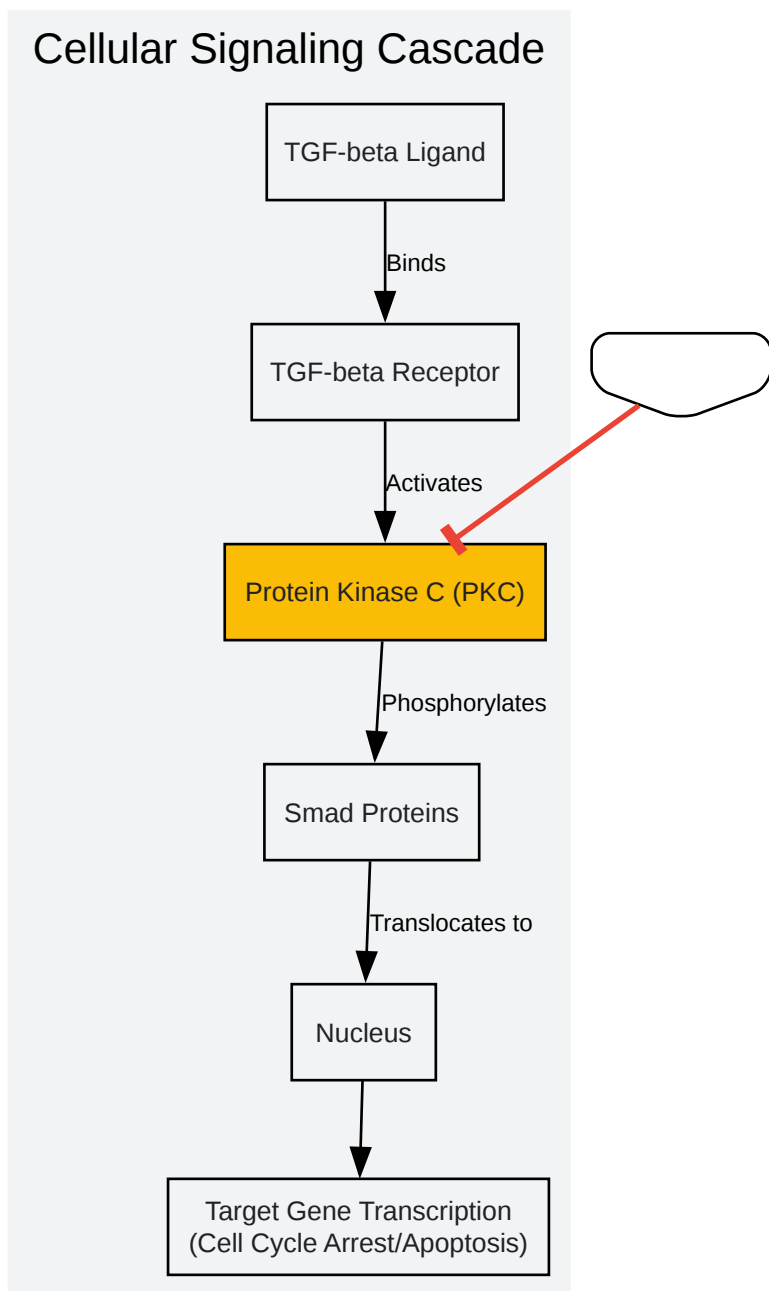 Cellular Signaling Cascade
TGF-beta Ligand
Binds
TGF-beta Receptor
Activates
Protein Kinase C (PKC)
Phosphorylates
Smad Proteins
Translocates to
Nucleus
Target Gene Transcription
(Cell Cycle Arrest/Apoptosis)